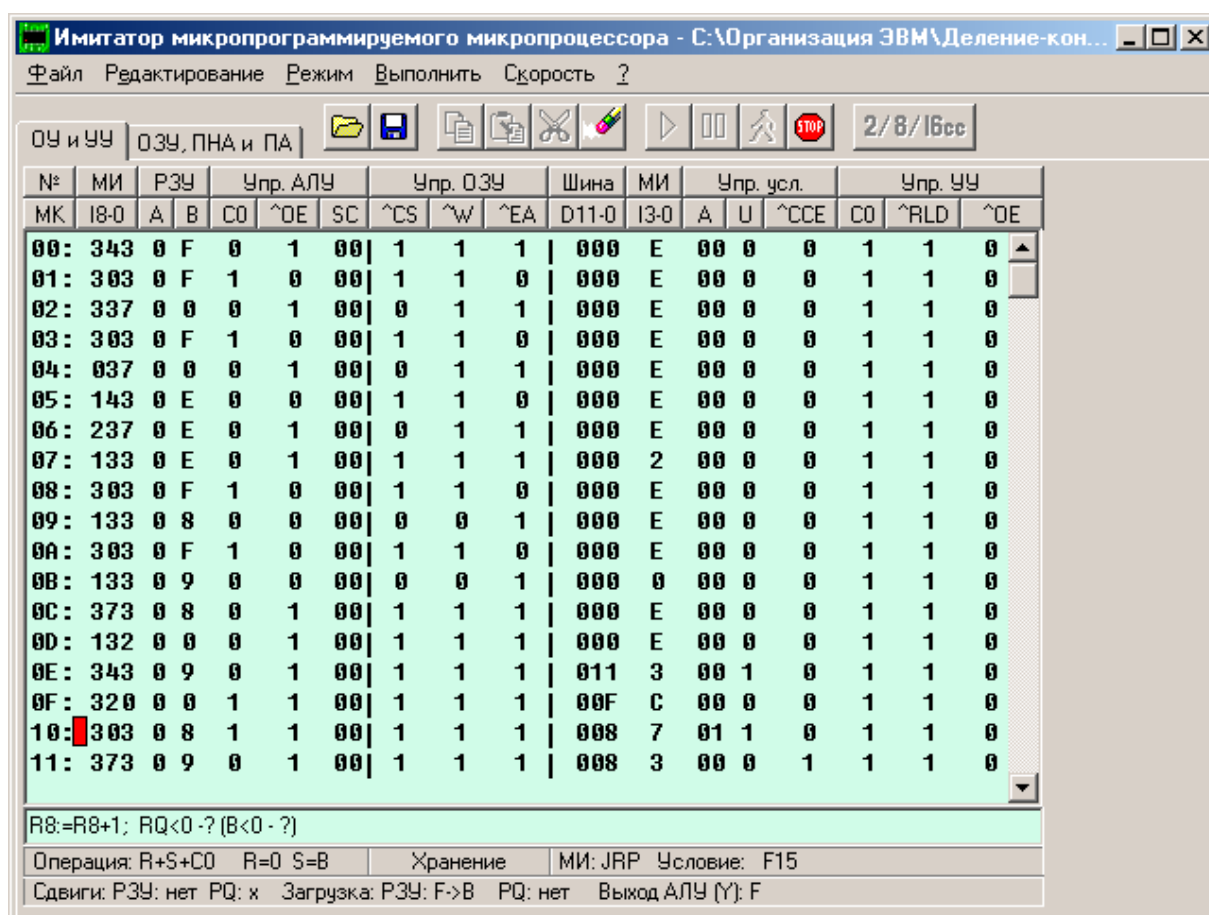 Имитатор микропрограммируемого микропроцессора - C:\Организация ЭВМ\Деление-кон...
Файл Редактирование Режим Выполнить Скорость ?
ОУ и УУ ОЗУ, ПНА и ПА STOP 2/8/16cc
№ МИ РЗУ Упр. АЛУ Упр. ОЗУ Шина МИ Упр. усл. Упр. УУ
МК I8-0 A B C0 ^OE SC ^CS ^W ^EA D11-0 I3-0 A U ^CCE C0 ^RLD ^OE
00: 343 0 F 0 1 00| 1 1 1 | 000 E 00 0 0 1 1 0
01: 303 0 F 1 0 00| 1 1 0 | 000 E 00 0 0 1 1 0
02: 337 0 0 0 1 00| 0 1 1 | 000 E 00 0 0 1 1 0
03: 303 0 F 1 0 00| 1 1 0 | 000 E 00 0 0 1 1 0
04: 037 0 0 0 1 00| 0 1 1 | 000 E 00 0 0 1 1 0
05: 143 0 E 0 0 00| 1 1 0 | 000 E 00 0 0 1 1 0
06: 237 0 E 0 1 00| 0 1 1 | 000 E 00 0 0 1 1 0
07: 133 0 E 0 1 00| 1 1 1 | 000 2 00 0 0 1 1 0
08: 303 0 F 1 0 00| 1 1 0 | 000 E 00 0 0 1 1 0
09: 133 0 8 0 0 00| 0 0 1 | 000 E 00 0 0 1 1 0
0A: 303 0 F 1 0 00| 1 1 0 | 000 E 00 0 0 1 1 0
0B: 133 0 9 0 0 00| 0 0 1 | 000 0 00 0 0 1 1 0
0C: 373 0 8 0 1 00| 1 1 1 | 000 E 00 0 0 1 1 0
0D: 132 0 0 0 1 00| 1 1 1 | 000 E 00 0 0 1 1 0
0E: 343 0 9 0 1 00| 1 1 1 | 011 3 00 1 0 1 1 0
0F: 320 0 0 1 1 00| 1 1 1 | 00F C 00 0 0 1 1 0
10: 303 0 8 1 1 00| 1 1 1 | 008 7 01 1 0 1 1 0
11: 373 0 9 0 1 00| 1 1 1 | 008 3 00 0 1 1 1 0
R8:=R8+1; RQ<0 -? (B<0 - ?)
Операция: R+S+C0 R=0 S=B Хранение МИ: JRP Условие: F15
Сдвиги: РЗУ: нет PQ: x Загрузка: РЗУ: F->B PQ: нет Выход АЛУ (Y): F